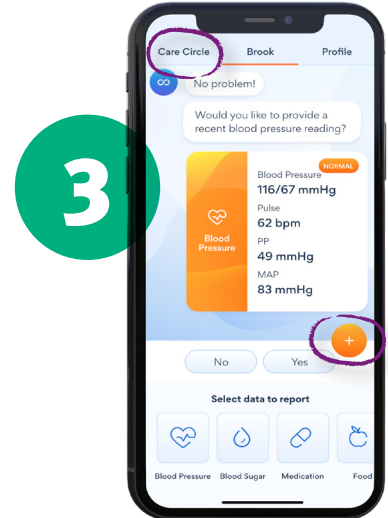 3
Care Circle Brook Profile
No problem!
Would you like to provide a
recent blood pressure reading?
NORMAL
Blood Pressure
116/67 mmHg
Pulse
62 bpm
PP
49 mmHg
MAP
83 mmHg
Blood
Pressure
+
No Yes
Select data to report
Blood Pressure Blood Sugar Medication Food